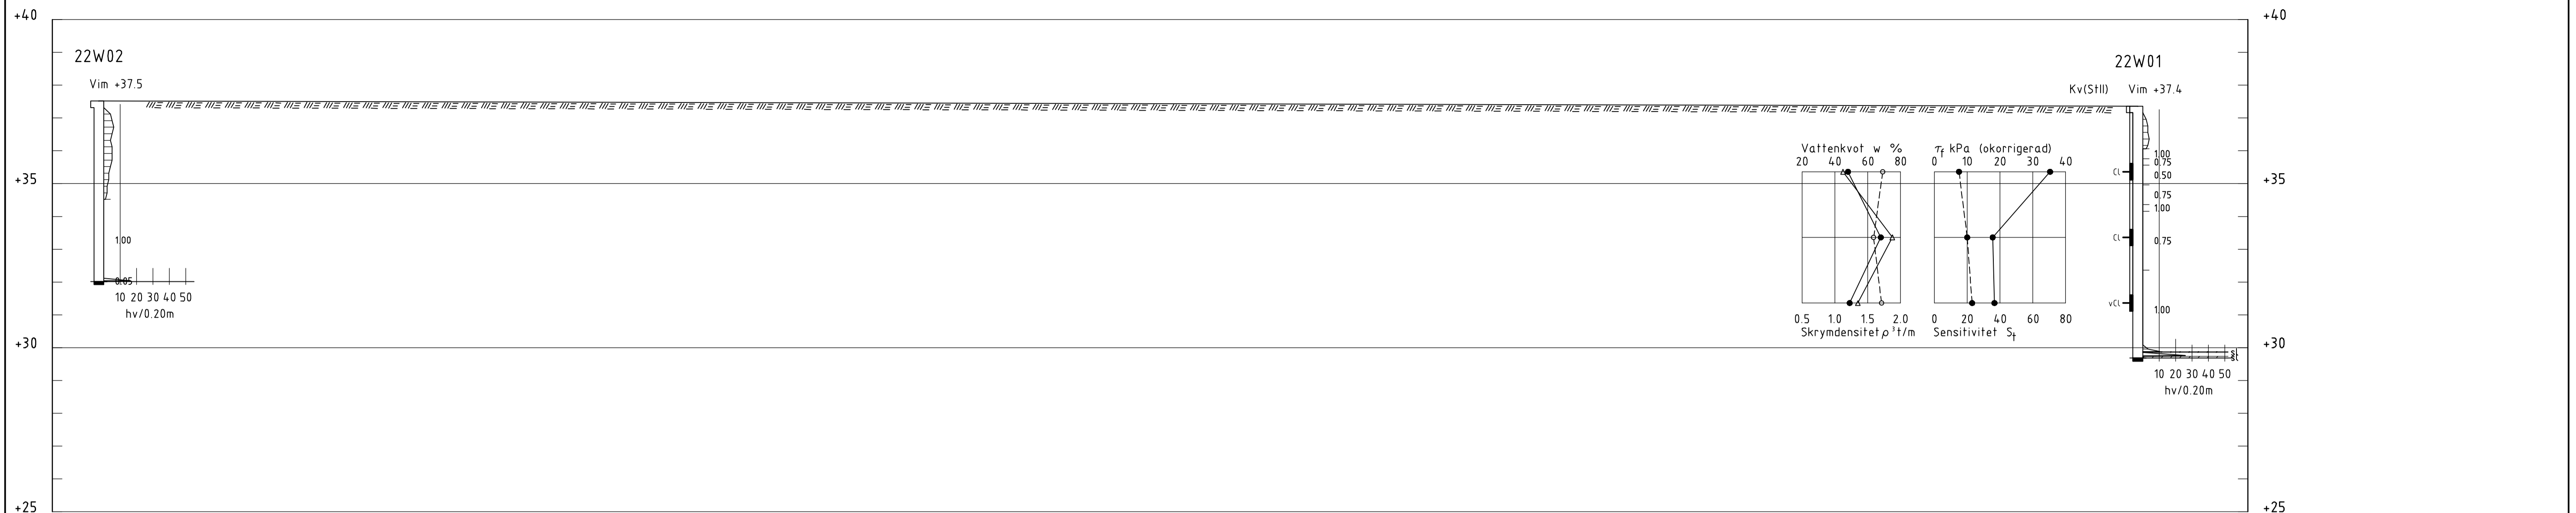 +40
+40
22W02
22W01
Vim +37.5
Kv(StII) Vim +37.4
Vattenkvot w %
20 40 60 80
τf kPa (okorrigerad)
0 10 20 30 40
1.00
0.75
0.50
0.75
1.00
0.75
1.00
Cl
Cl
vCl
+35
+35
1.00
0.05
10 20 30 40 50
hv/0.20m
0.5 1.0 1.5 2.0
Skrymdensitet ρ ³t/m
0 20 40 60 80
Sensitivitet St
+30
+30
10 20 30 40 50
hv/0.20m
+25
+25